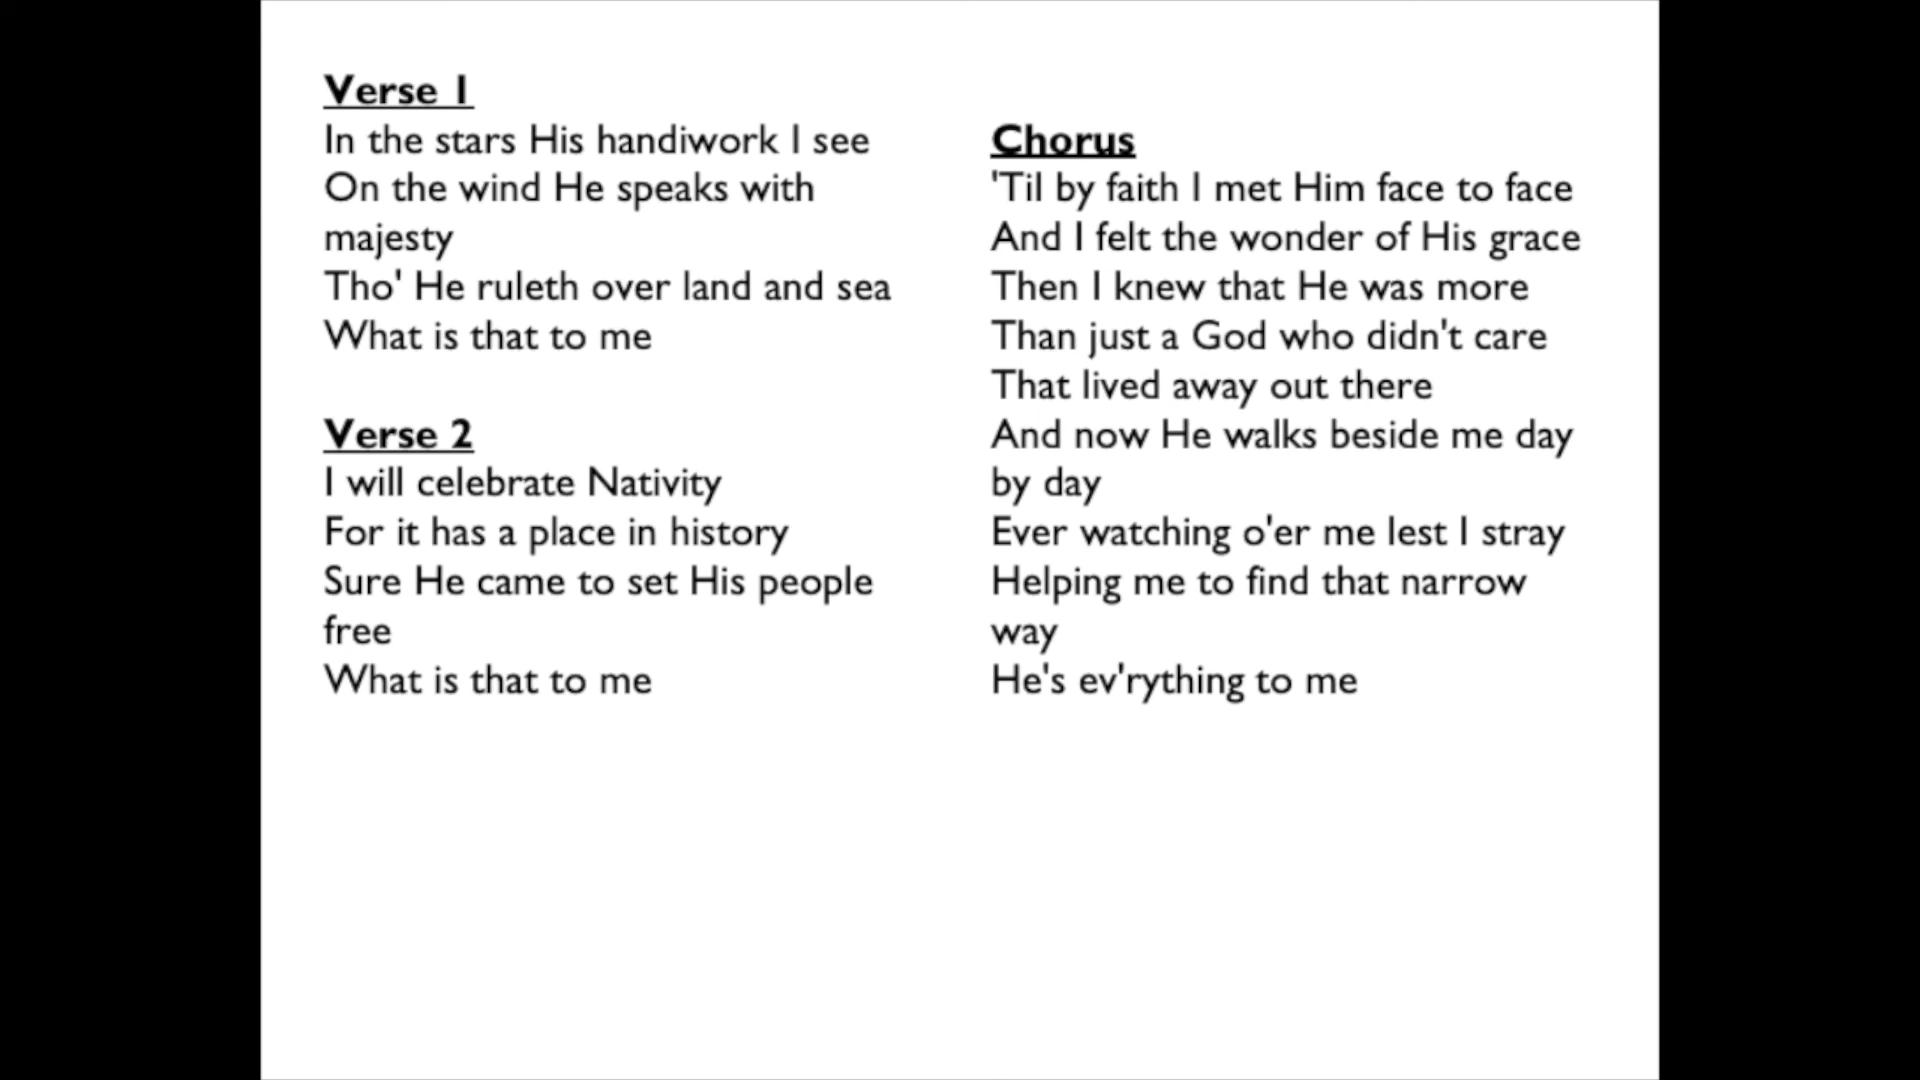 Verse 1
In the stars His handiwork I see
On the wind He speaks with
majesty
Tho' He ruleth over land and sea
What is that to me
Verse 2
I will celebrate Nativity
For it has a place in history
Sure He came to set His people
free
What is that to me
Chorus
'Til by faith I met Him face to face
And I felt the wonder of His grace
Then I knew that He was more
Than just a God who didn't care
That lived away out there
And now He walks beside me day
by day
Ever watching o'er me lest I stray
Helping me to find that narrow
way
He's ev'rything to me